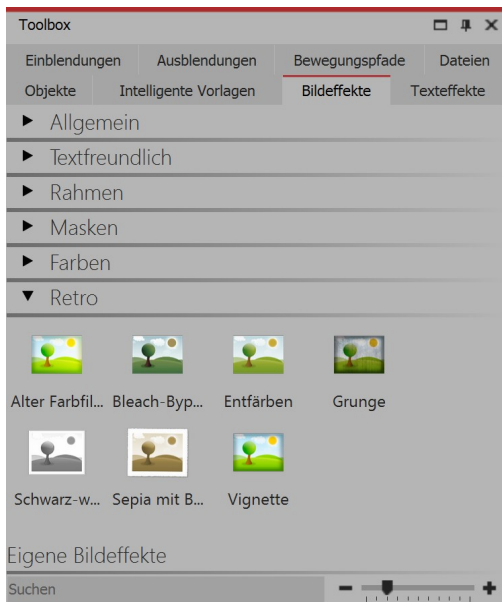 Toolbox
Einblendungen Ausblendungen Bewegungspfade Dateien
Objekte Intelligente Vorlagen Bildeffekte Texteffekte
Allgemein
Textfreundlich
Rahmen
Masken
Farben
Retro
Alter Farbfil... Bleach-Byp... Entfärben Grunge
Schwarz-w... Sepia mit B... Vignette
Eigene Bildeffekte
Suchen